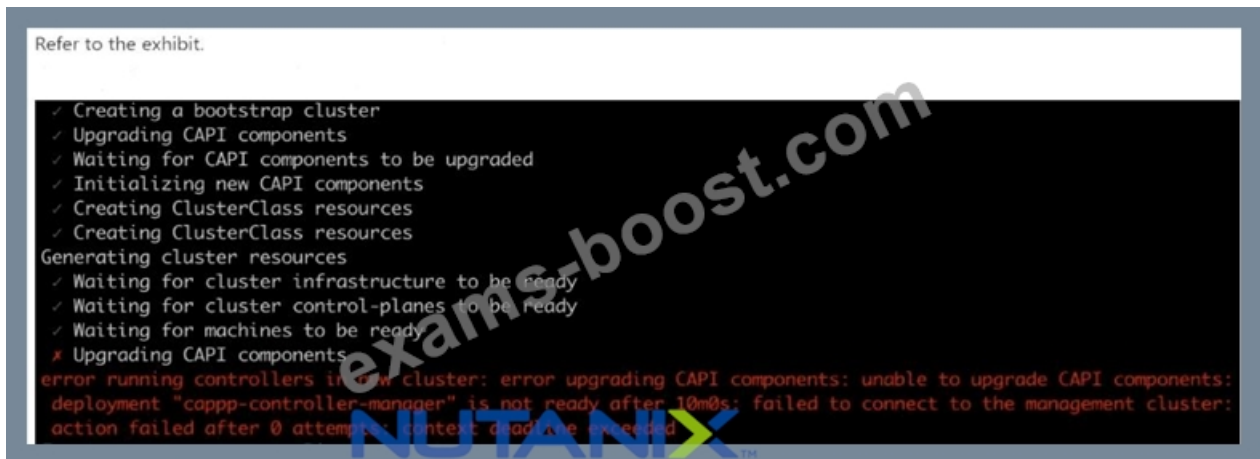 Refer to the exhibit.
✓ Creating a bootstrap cluster
✓ Upgrading CAPI components
✓ Waiting for CAPI components to be upgraded
✓ Initializing new CAPI components
✓ Creating ClusterClass resources
✓ Creating ClusterClass resources
Generating cluster resources
✓ Waiting for cluster infrastructure to be ready
✓ Waiting for cluster control-planes to be ready
✓ Waiting for machines to be ready
✗ Upgrading CAPI components
error running controllers in new cluster: error upgrading CAPI components: unable to upgrade CAPI components:
deployment "cappp-controller-manager" is not ready after 10m0s: failed to connect to the management cluster:
action failed after 0 attempts: context deadline exceeded
exams-boost.com
NUTANIX
TM